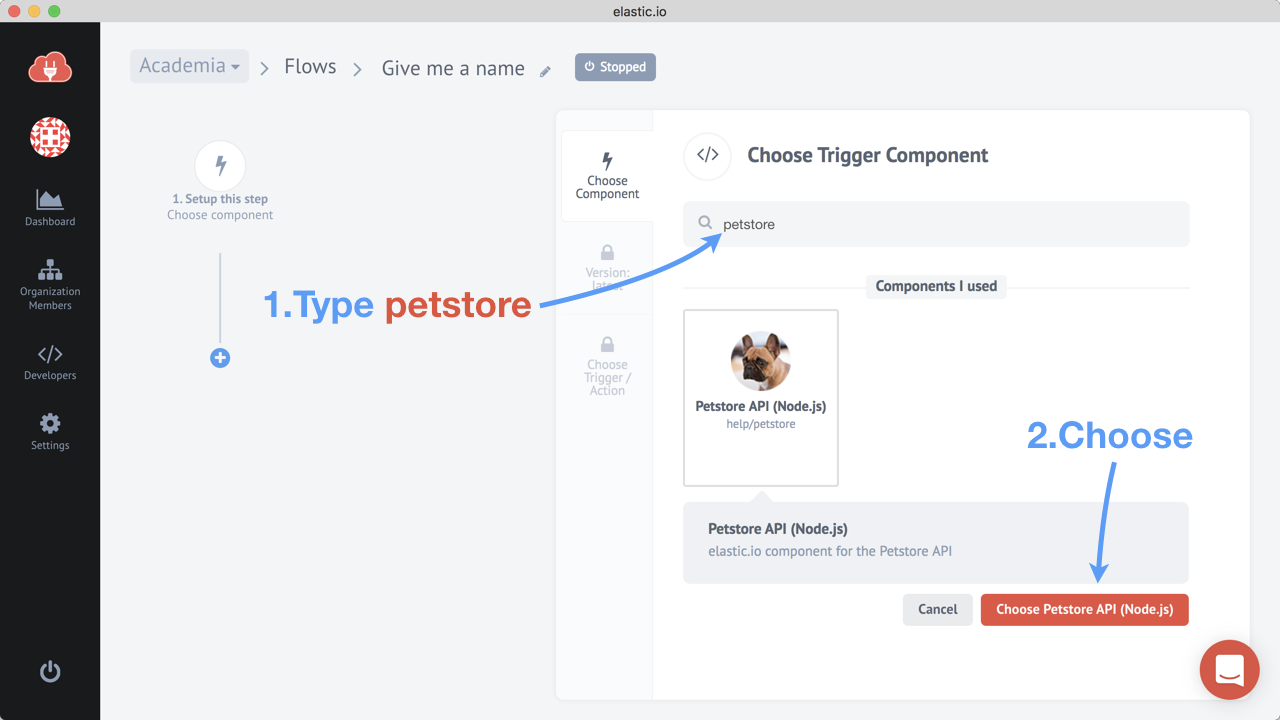 elastic.io
Academia
Flows
Give me a name
Stopped
Dashboard
Organization
Members
Developers
Settings
1. Setup this step
Choose component
Choose
Component
Version:
latest
Choose
Trigger /
Action
Choose Trigger Component
petstore
1.Type petstore
Components I used
Petstore API (Node.js)
help/petstore
2.Choose
Petstore API (Node.js)
elastic.io component for the Petstore API
Cancel
Choose Petstore API (Node.js)